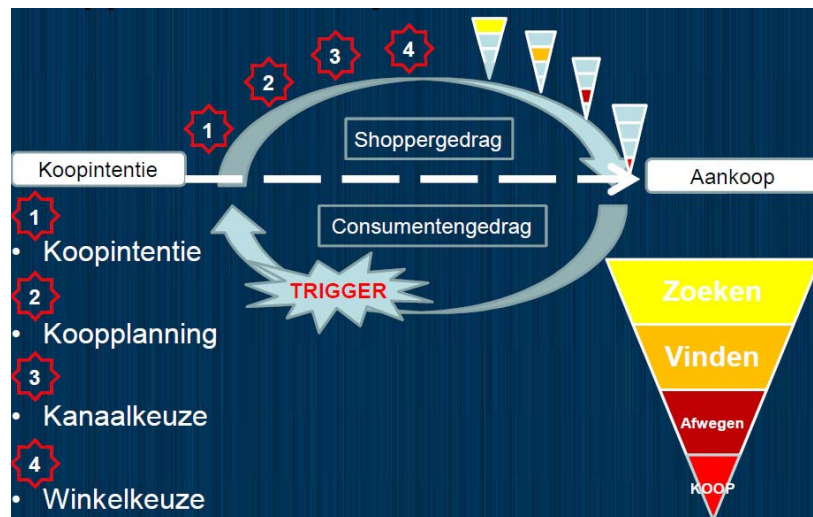 1
2
3
4
Shoppergedrag
Koopintentie
Aankoop
Consumentengedrag
TRIGGER
1
• Koopintentie
2
• Koopplanning
3
• Kanaalkeuze
4
• Winkelkeuze
Zoeken
Vinden
Afwegen
KOOP